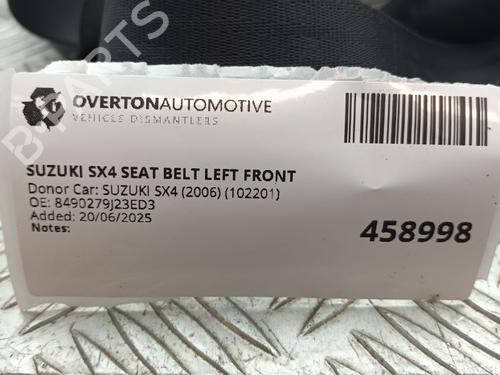 OVERTONAUTOMOTIVE
VEHICLE DISMANTLERS
SUZUKI SX4 SEAT BELT LEFT FRONT
Donor Car: SUZUKI SX4 (2006) (102201)
OE: 8490279J23ED3
Added: 20/06/2025
Notes:
458998
B-PARTS